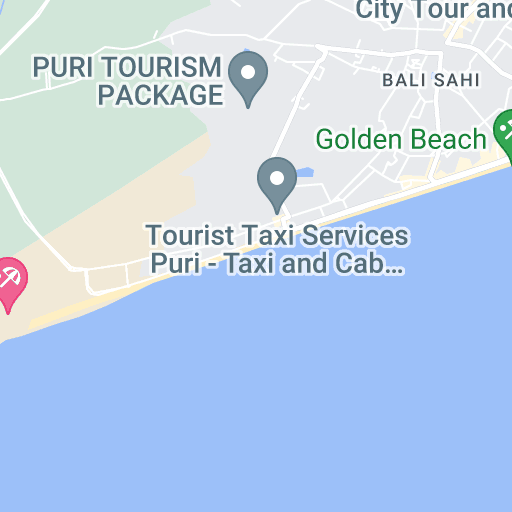 City Tour and
PURI TOURISM
PACKAGE
BALI SAHI
Golden Beach
Tourist Taxi Services
Puri - Taxi and Cab...